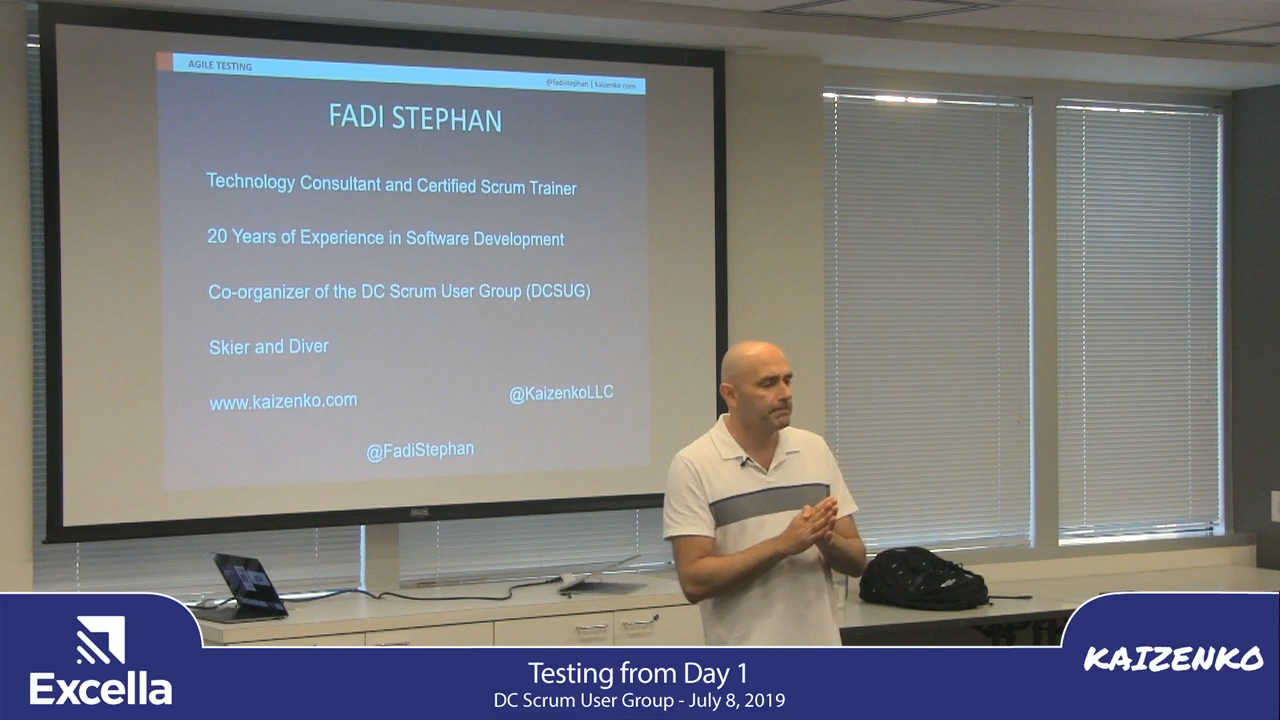 AGILE TESTING
@fadistephan | kaizenko.com
FADI STEPHAN
Technology Consultant and Certified Scrum Trainer
20 Years of Experience in Software Development
Co-organizer of the DC Scrum User Group (DCSUG)
Skier and Diver
www.kaizenko.com
@KaizenkoLLC
@FadiStephan
Excella
Testing from Day 1
DC Scrum User Group - July 8, 2019
KAIZENKO